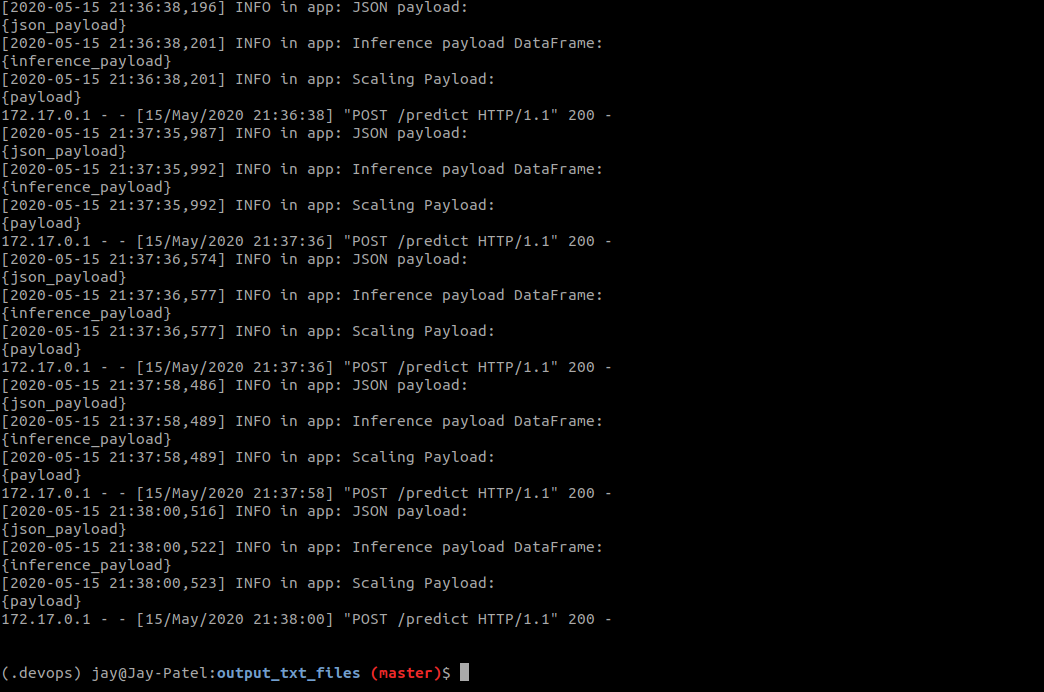 [2020-05-15 21:36:38,196] INFO in app: JSON payload:
{json_payload}
[2020-05-15 21:36:38,201] INFO in app: Inference payload DataFrame:
{inference_payload}
[2020-05-15 21:36:38,201] INFO in app: Scaling Payload:
{payload}
172.17.0.1 - - [15/May/2020 21:36:38] "POST /predict HTTP/1.1" 200 -
[2020-05-15 21:37:35,987] INFO in app: JSON payload:
{json_payload}
[2020-05-15 21:37:35,992] INFO in app: Inference payload DataFrame:
{inference_payload}
[2020-05-15 21:37:35,992] INFO in app: Scaling Payload:
{payload}
172.17.0.1 - - [15/May/2020 21:37:36] "POST /predict HTTP/1.1" 200 -
[2020-05-15 21:37:36,574] INFO in app: JSON payload:
{json_payload}
[2020-05-15 21:37:36,577] INFO in app: Inference payload DataFrame:
{inference_payload}
[2020-05-15 21:37:36,577] INFO in app: Scaling Payload:
{payload}
172.17.0.1 - - [15/May/2020 21:37:36] "POST /predict HTTP/1.1" 200 -
[2020-05-15 21:37:58,486] INFO in app: JSON payload:
{json_payload}
[2020-05-15 21:37:58,489] INFO in app: Inference payload DataFrame:
{inference_payload}
[2020-05-15 21:37:58,489] INFO in app: Scaling Payload:
{payload}
172.17.0.1 - - [15/May/2020 21:37:58] "POST /predict HTTP/1.1" 200 -
[2020-05-15 21:38:00,516] INFO in app: JSON payload:
{json_payload}
[2020-05-15 21:38:00,522] INFO in app: Inference payload DataFrame:
{inference_payload}
[2020-05-15 21:38:00,523] INFO in app: Scaling Payload:
{payload}
172.17.0.1 - - [15/May/2020 21:38:00] "POST /predict HTTP/1.1" 200 -
(.devops) jay@Jay-Patel:output_txt_files (master)$